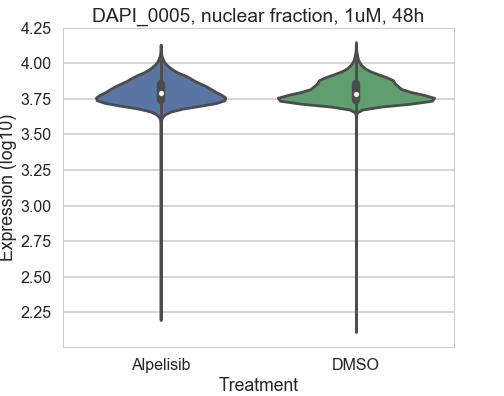 DAPI_0005, nuclear fraction, 1uM, 48h
Expression (log10)
4.25
4.00
3.75
3.50
3.25
3.00
2.75
2.50
2.25
Alpelisib DMSO
Treatment